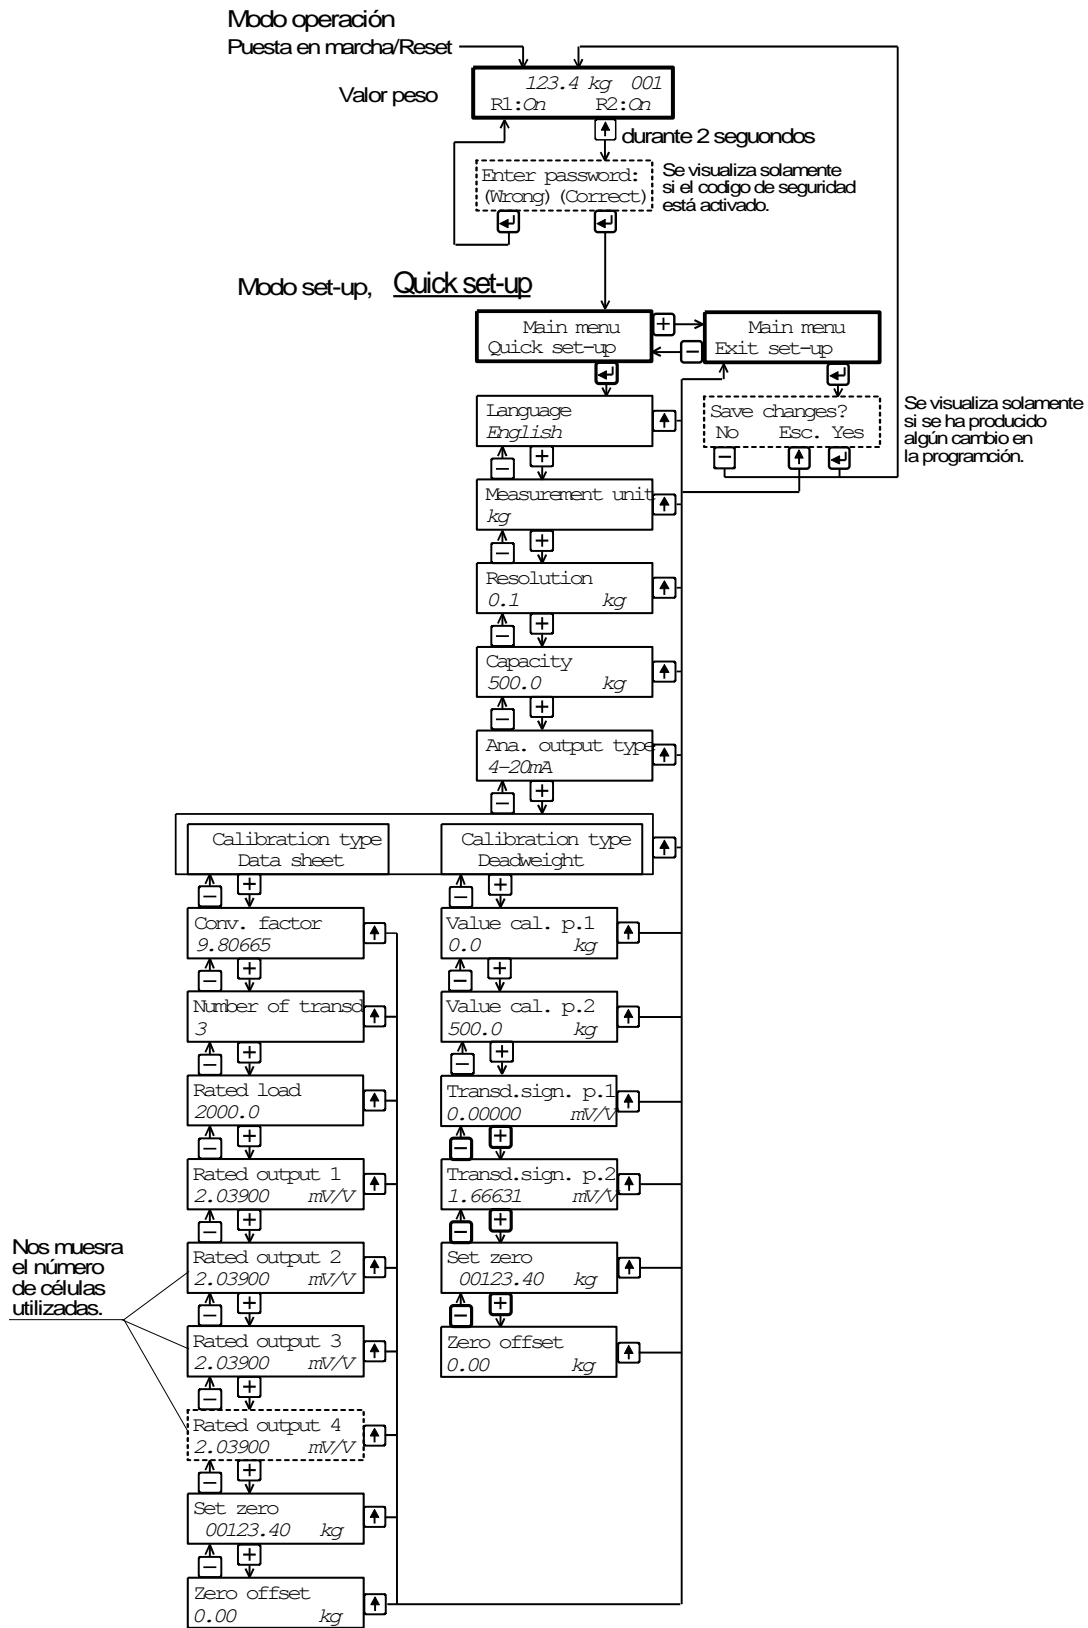 Modo operación
Puesta en marcha/Reset
Valor peso
123.4 kg 001
R1:On R2:On
durante 2 seguondos
Enter password:
(Wrong) (Correct)
Se visualiza solamente
si el codigo de seguridad
está activado.
Modo set-up, Quick set-up
Main menu
Quick set-up
+
−
Main menu
Exit set-up
Save changes?
No Esc. Yes
−
Se visualiza solamente
si se ha producido
algún cambio en
la programción.
Language
English
− +
Measurement unit
kg
− +
Resolution
0.1 kg
− +
Capacity
500.0 kg
− +
Ana. output type
4-20mA
− +
Calibration type
Data sheet
− +
Conv. factor
9.80665
− +
Number of transd
3
− +
Rated load
2000.0
− +
Rated output 1
2.03900 mV/V
− +
Nos muesra
el número
de células
utilizadas.
Rated output 2
2.03900 mV/V
− +
Rated output 3
2.03900 mV/V
− +
Rated output 4
2.03900 mV/V
− +
Set zero
00123.40 kg
− +
Zero offset
0.00 kg
Calibration type
Deadweight
− +
Value cal. p.1
0.0 kg
− +
Value cal. p.2
500.0 kg
− +
Transd.sign. p.1
0.00000 mV/V
− +
Transd.sign. p.2
1.66631 mV/V
− +
Set zero
00123.40 kg
− +
Zero offset
0.00 kg